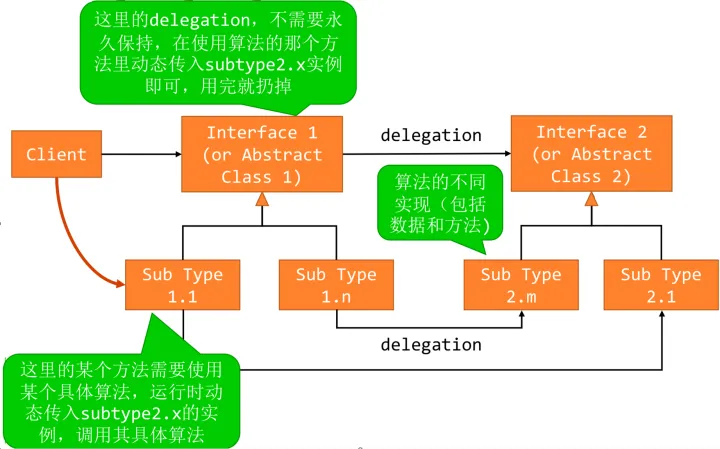 这里的delegation，不需要永
久保持，在使用算法的那个方
法里动态传入subtype2.x实例
即可，用完就扔掉
Client
Interface 1
(or Abstract
Class 1)
delegation
Interface 2
(or Abstract
Class 2)
算法的不同
实现（包括
数据和方法)
Sub Type
1.1
Sub Type
1.n
Sub Type
2.m
Sub Type
2.1
delegation
这里的某个方法需要使用
某个具体算法，运行时动
态传入subtype2.x的实
例，调用其具体算法